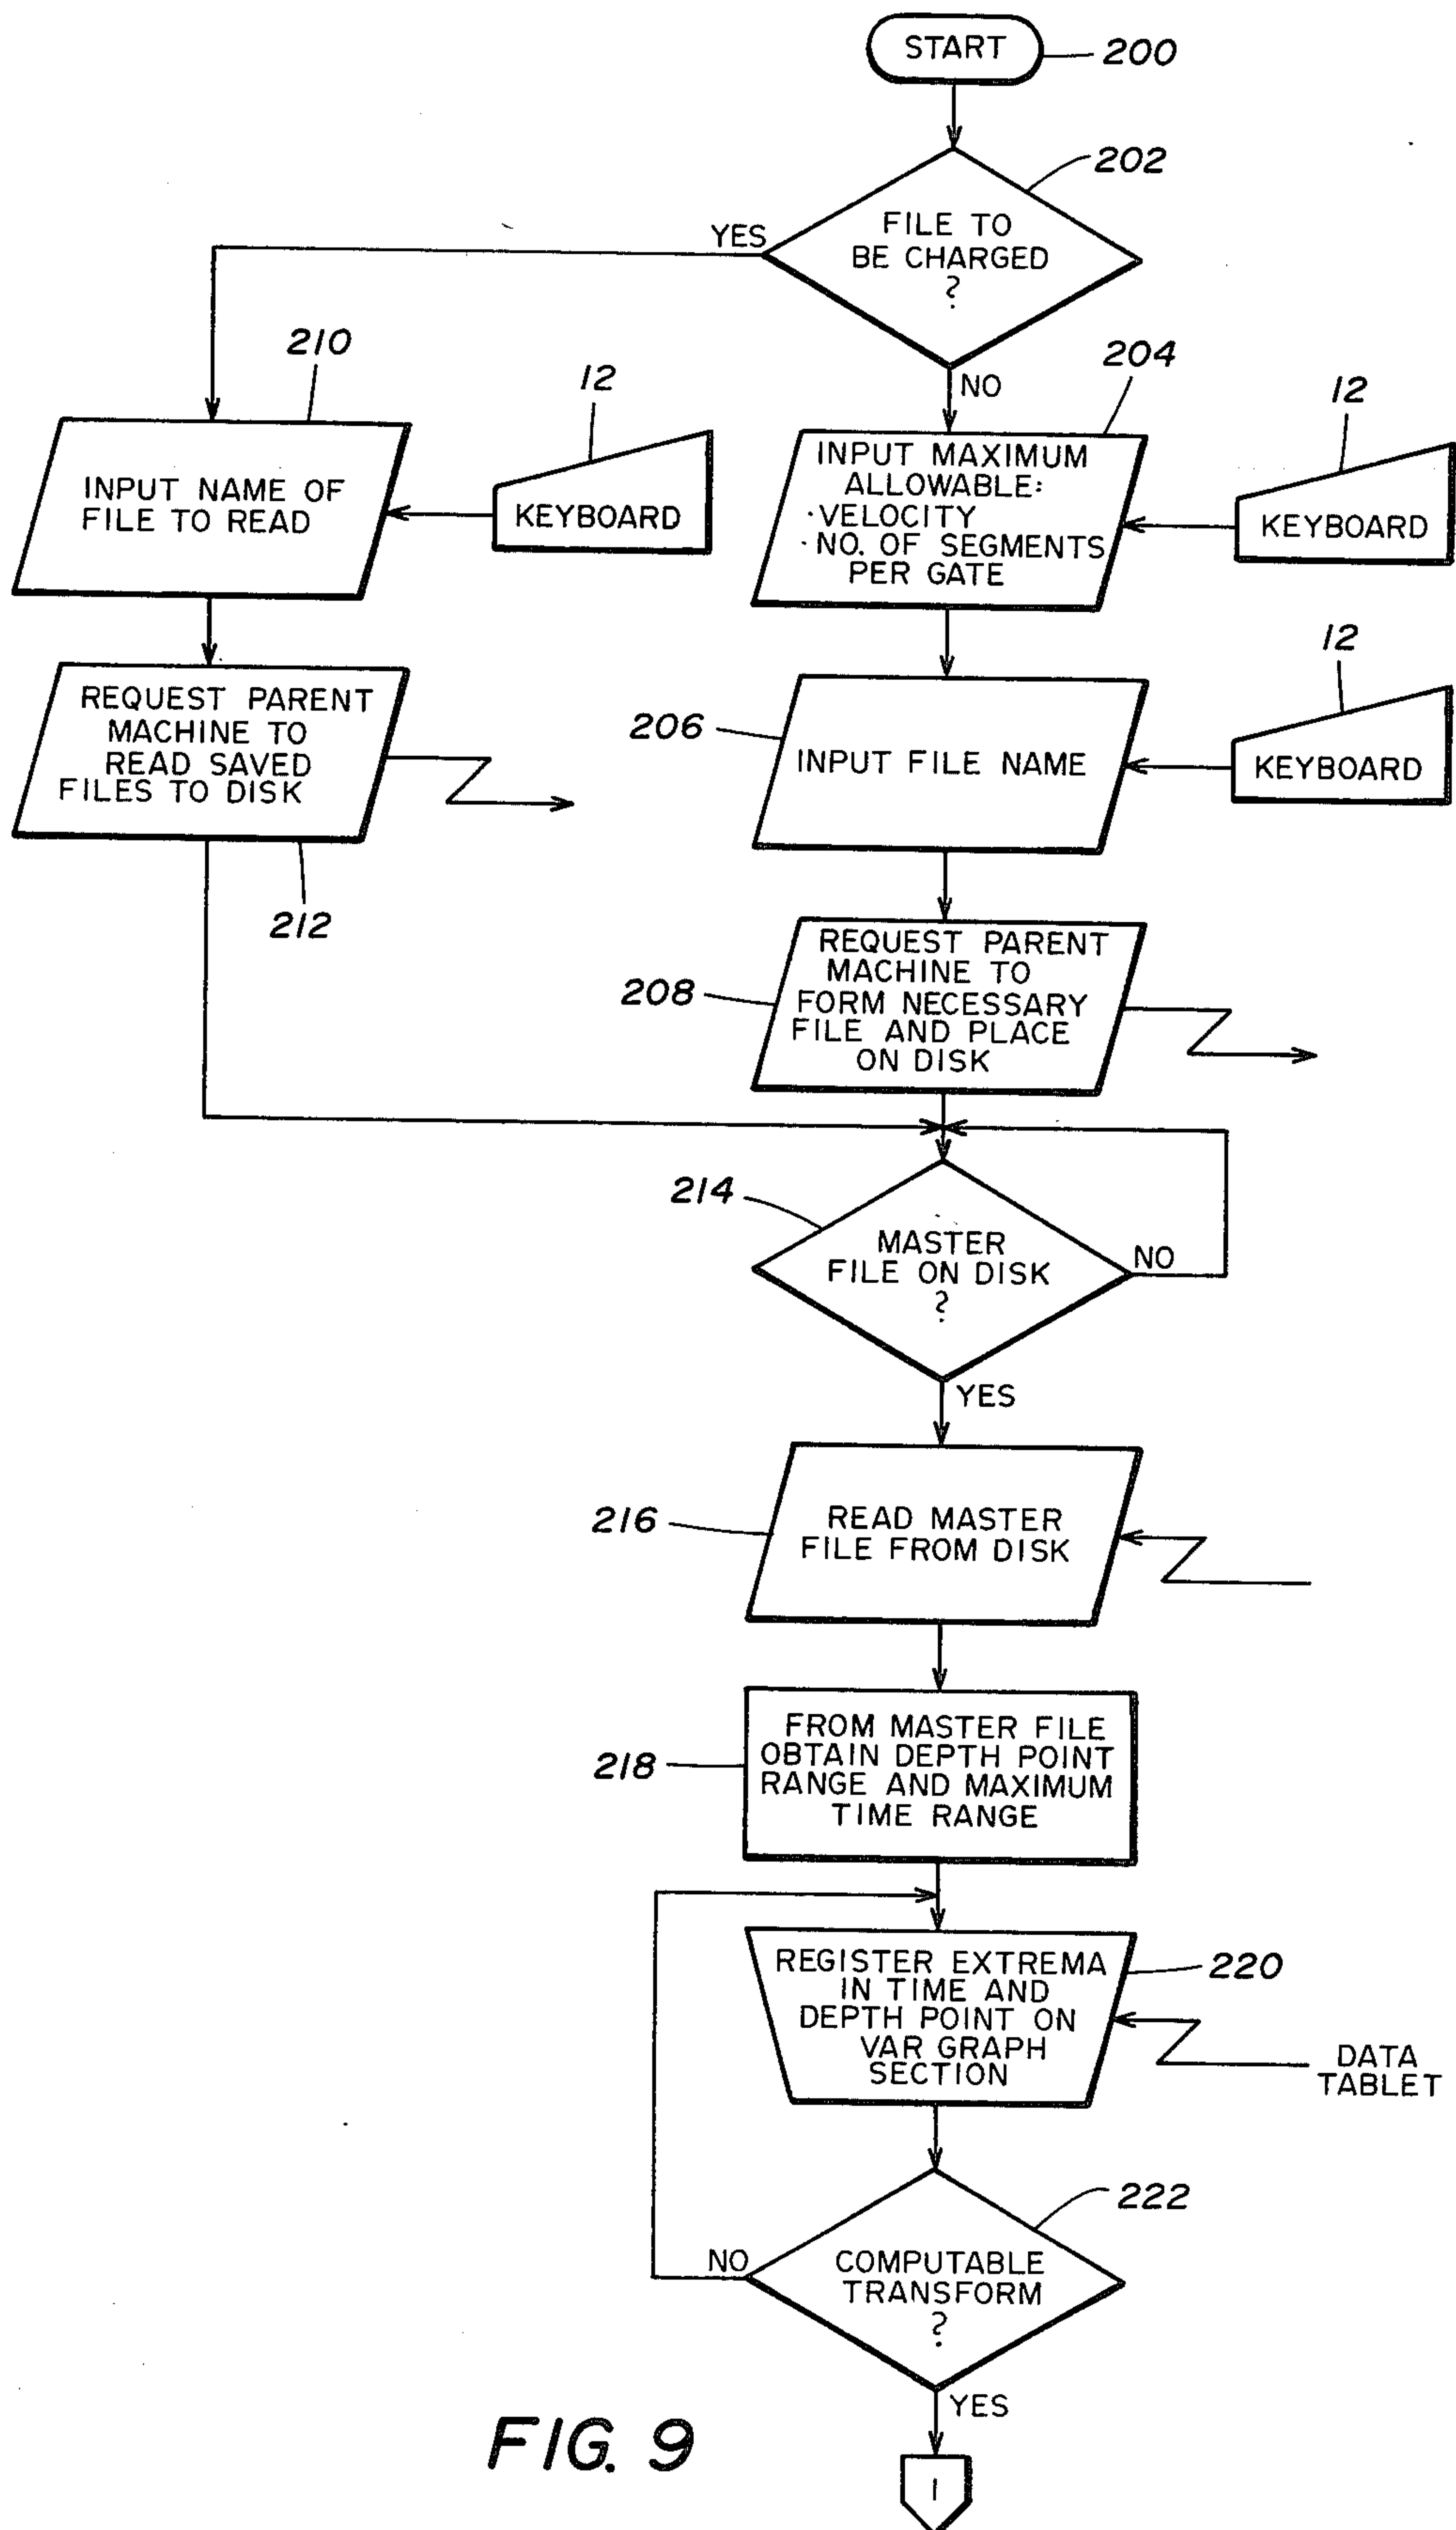 START
200
202
FILE TO
BE CHARGED
?
YES
NO
210
12
204
12
INPUT NAME OF
FILE TO READ
KEYBOARD
INPUT MAXIMUM
ALLOWABLE:
·VELOCITY
·NO. OF SEGMENTS
PER GATE
KEYBOARD
REQUEST PARENT
MACHINE TO
READ SAVED
FILES TO DISK
212
206
INPUT FILE NAME
12
KEYBOARD
208
REQUEST PARENT
MACHINE TO
FORM NECESSARY
FILE AND PLACE
ON DISK
214
MASTER
FILE ON DISK
?
NO
YES
216
READ MASTER
FILE FROM DISK
218
FROM MASTER FILE
OBTAIN DEPTH POINT
RANGE AND MAXIMUM
TIME RANGE
REGISTER EXTREMA
IN TIME AND
DEPTH POINT ON
VAR GRAPH
SECTION
220
DATA
TABLET
222
NO
COMPUTABLE
TRANSFORM
?
YES
1
FIG. 9